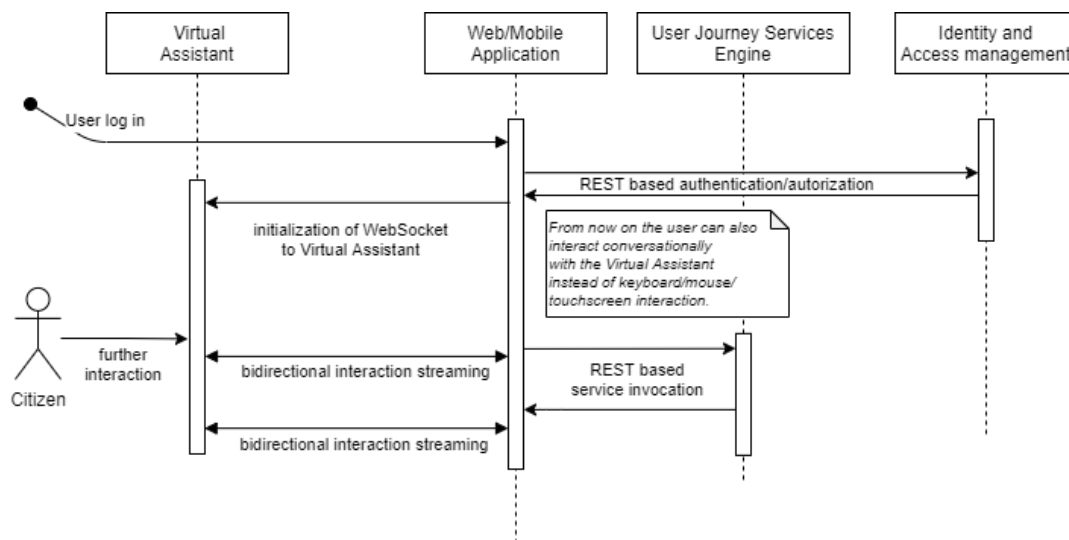 Virtual
Assistant
Web/Mobile
Application
User Journey Services
Engine
Identity and
Access management
User log in
REST based authentication/autorization
initialization of WebSocket
to Virtual Assistant
From now on the user can also
interact conversationally
with the Virtual Assistant
instead of keyboard/mouse/
touchscreen interaction.
Citizen
further
interaction
bidirectional interaction streaming
REST based
service invocation
bidirectional interaction streaming